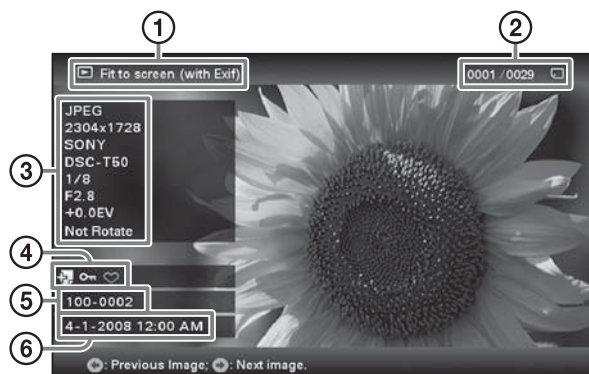 1
2
Fit to screen (with Exif)
0001/0029
3
JPEG
2304x1728
SONY
DSC-T50
1/8
F2.8
+0.0EV
Not Rotate
4
5
100-0002
4-1-2008 12:00 AM
6
: Previous Image; : Next image.